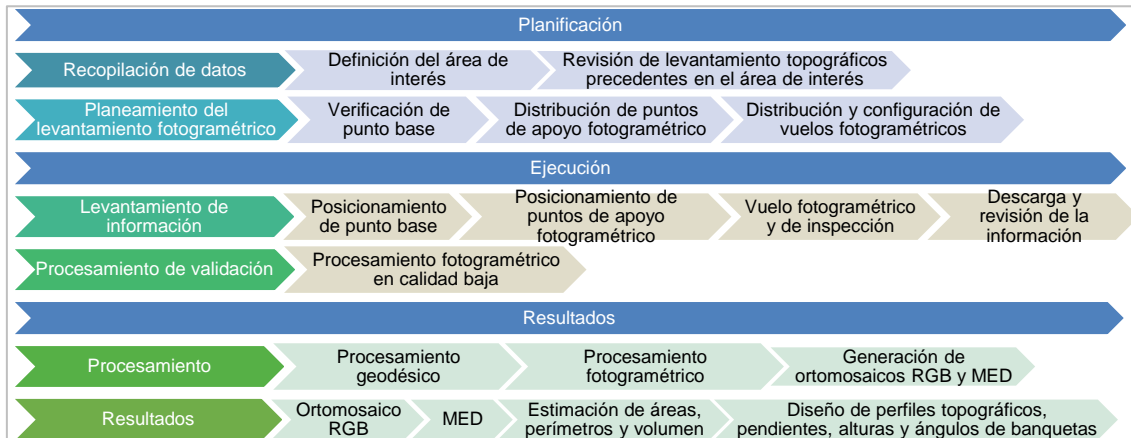 Planificación
Recopilación de datos
Definición del área de
interés
Revisión de levantamiento topográficos
precedentes en el área de interés
Planeamiento del
levantamiento fotogramétrico
Verificación de
punto base
Distribución de puntos
de apoyo fotogramétrico
Distribución y configuración de
vuelos fotogramétricos
Ejecución
Levantamiento de
información
Posicionamiento
de punto base
Posicionamiento de
puntos de apoyo
fotogramétrico
Vuelo fotogramétrico
y de inspección
Descarga y
revisión de la
información
Procesamiento de validación
Procesamiento fotogramétrico
en calidad baja
Resultados
Procesamiento
Procesamiento
geodésico
Procesamiento
fotogramétrico
Generación de
ortomosaicos RGB y MED
Resultados
Ortomosaico
RGB
MED
Estimación de áreas,
perímetros y volumen
Diseño de perfiles topográficos,
pendientes, alturas y ángulos de banquetas